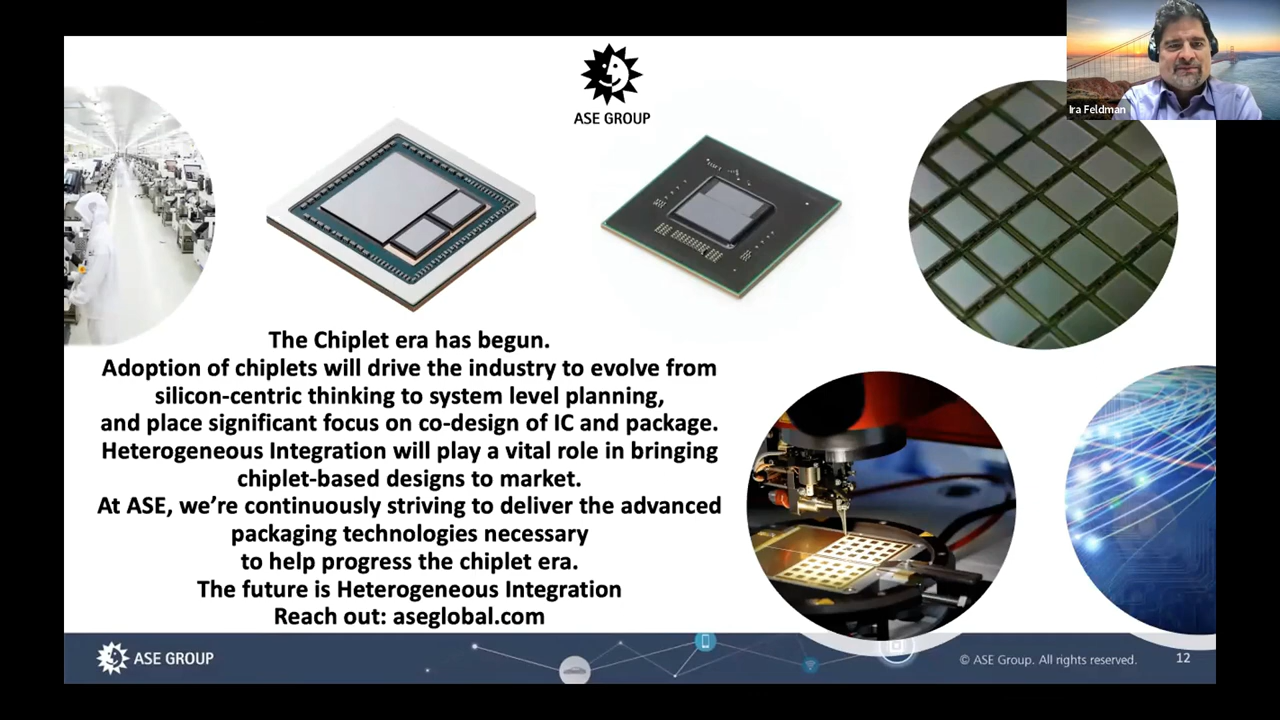 ASE GROUP
Ira Feldman
The Chiplet era has begun.
Adoption of chiplets will drive the industry to evolve from
silicon-centric thinking to system level planning,
and place significant focus on co-design of IC and package.
Heterogeneous Integration will play a vital role in bringing
chiplet-based designs to market.
At ASE, we’re continuously striving to deliver the advanced
packaging technologies necessary
to help progress the chiplet era.
The future is Heterogeneous Integration
Reach out: aseglobal.com
ASE GROUP
© ASE Group. All rights reserved.
12